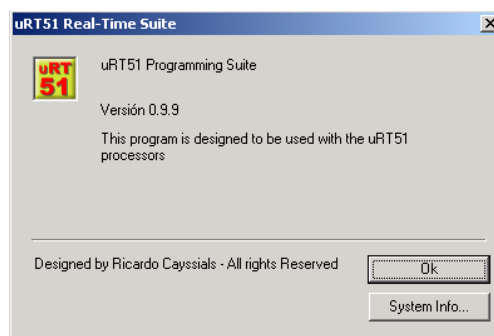 uRT51 Real-Time Suite
uRT
51
uRT51 Programming Suite
Versión 0.9.9
This program is designed to be used with the uRT51
processors
Designed by Ricardo Cayssials - All rights Reserved
Ok
System Info...